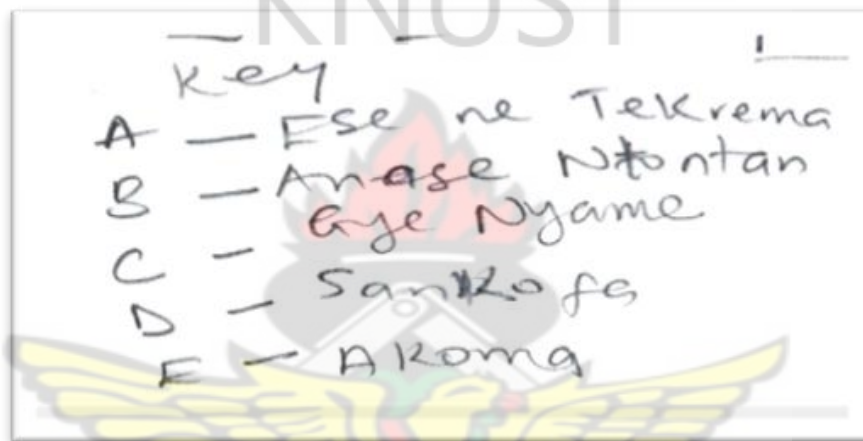 KNUST
Key
A — Ese ne Tekrema
B — Anase Ntontan
C — Gye Nyame
D — Sankofa
E — Akoma